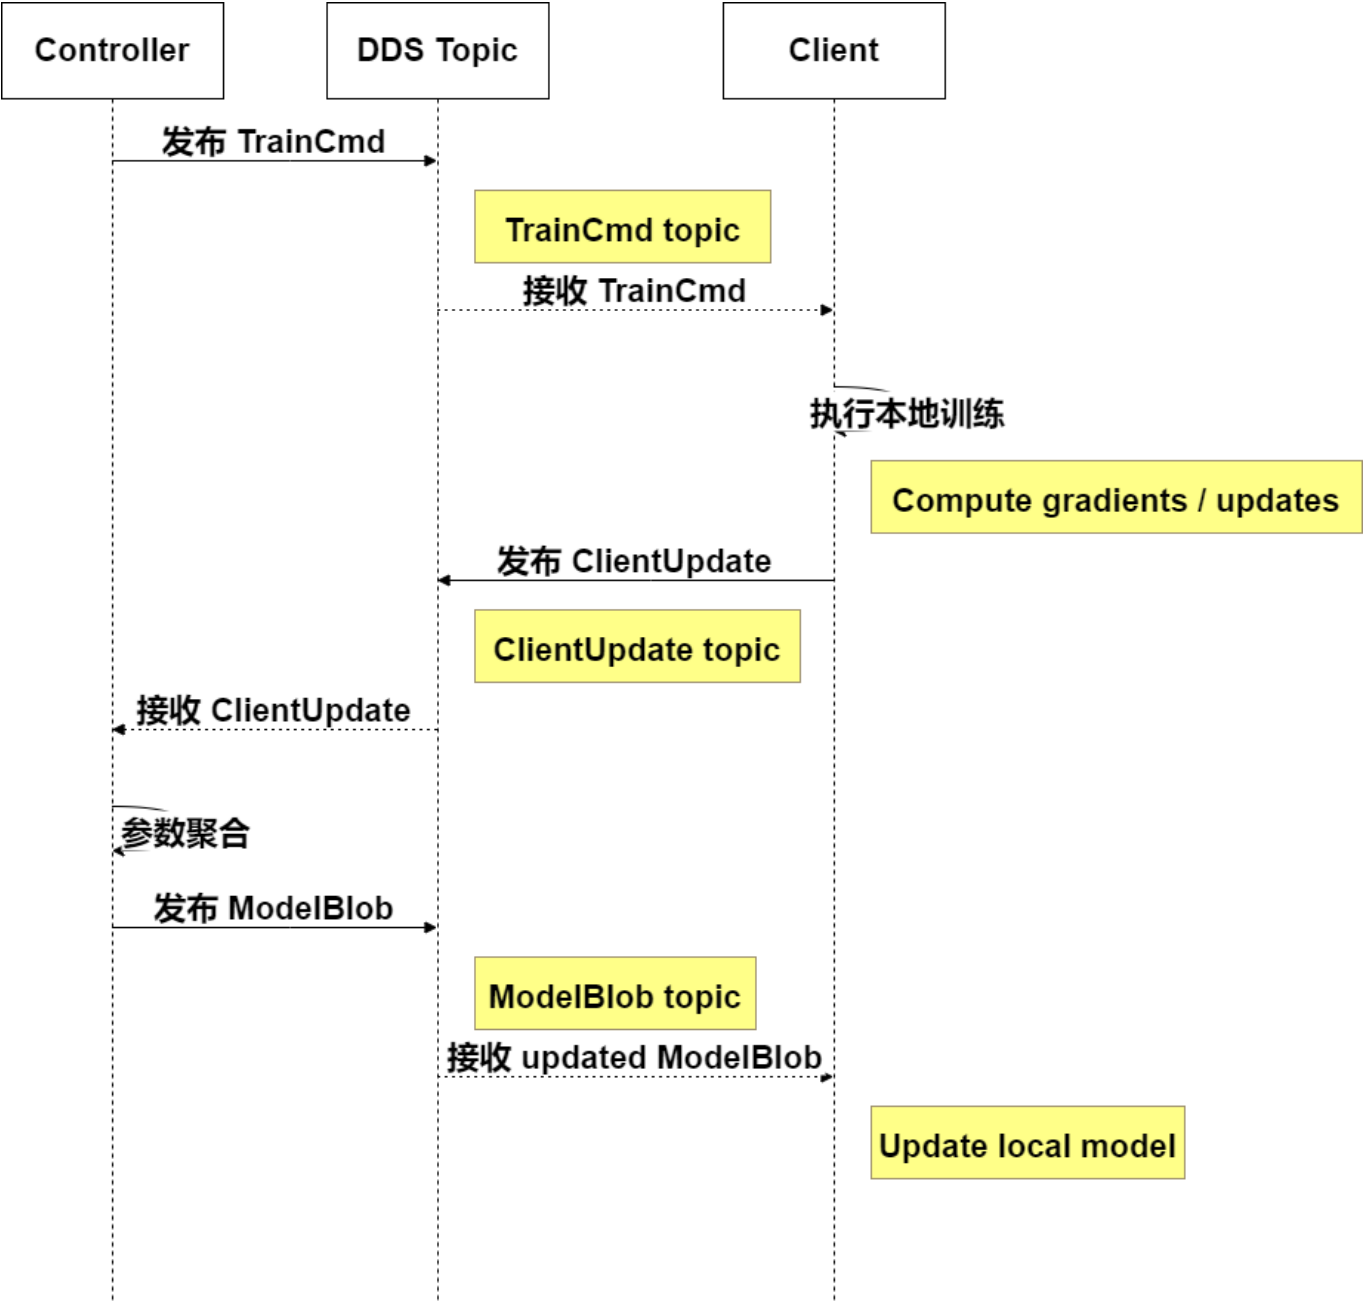 Controller
DDS Topic
Client
发布 TrainCmd
TrainCmd topic
接收 TrainCmd
执行本地训练
Compute gradients / updates
发布 ClientUpdate
ClientUpdate topic
接收 ClientUpdate
参数聚合
发布 ModelBlob
ModelBlob topic
接收 updated ModelBlob
Update local model